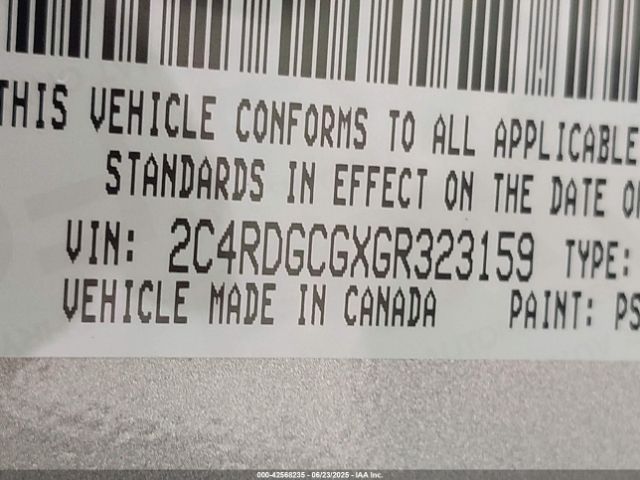 THIS VEHICLE CONFORMS TO ALL APPLICABLE
STANDARDS IN EFFECT ON THE DATE
VIN: 2C4RDGCGXGR323159 TYPE:
VEHICLE MADE IN CANADA PAINT: PS
000-42568235 - 06/23/2025 - IAA Inc.